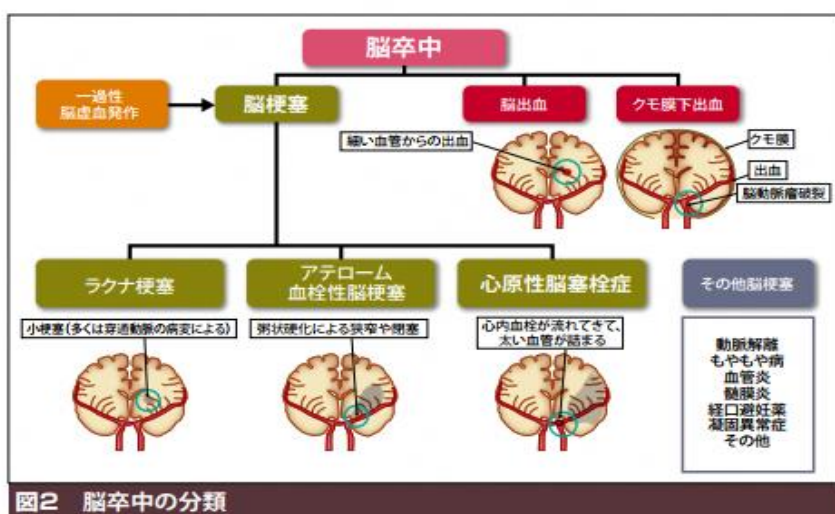 脳卒中
一過性
脳虚血発作
脳梗塞
脳出血
クモ膜下出血
細い血管からの出血
クモ膜
出血
脳動脈瘤破裂
ラクナ梗塞
アテローム
血栓性脳梗塞
心原性脳塞栓症
その他脳梗塞
小梗塞(多くは穿通動脈の病変による)
粥状硬化による狭窄や閉塞
心内血栓が流れてきて、
太い血管が詰まる
動脈解離
もやもや病
血管炎
髄膜炎
経口避妊薬
凝固異常症
その他
図2 脳卒中の分類